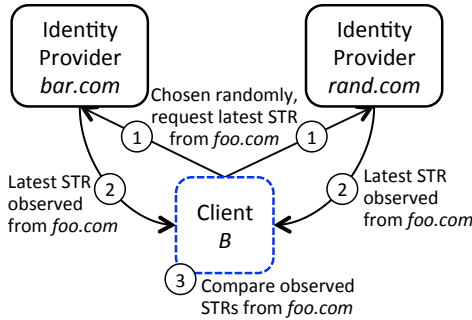 Identity
Provider
bar.com
Identity
Provider
rand.com
Chosen randomly,
request latest STR
from foo.com
1
1
Latest STR
observed
from foo.com
2
2
Latest STR
observed
from foo.com
Client
B
3
Compare observed
STRs from foo.com